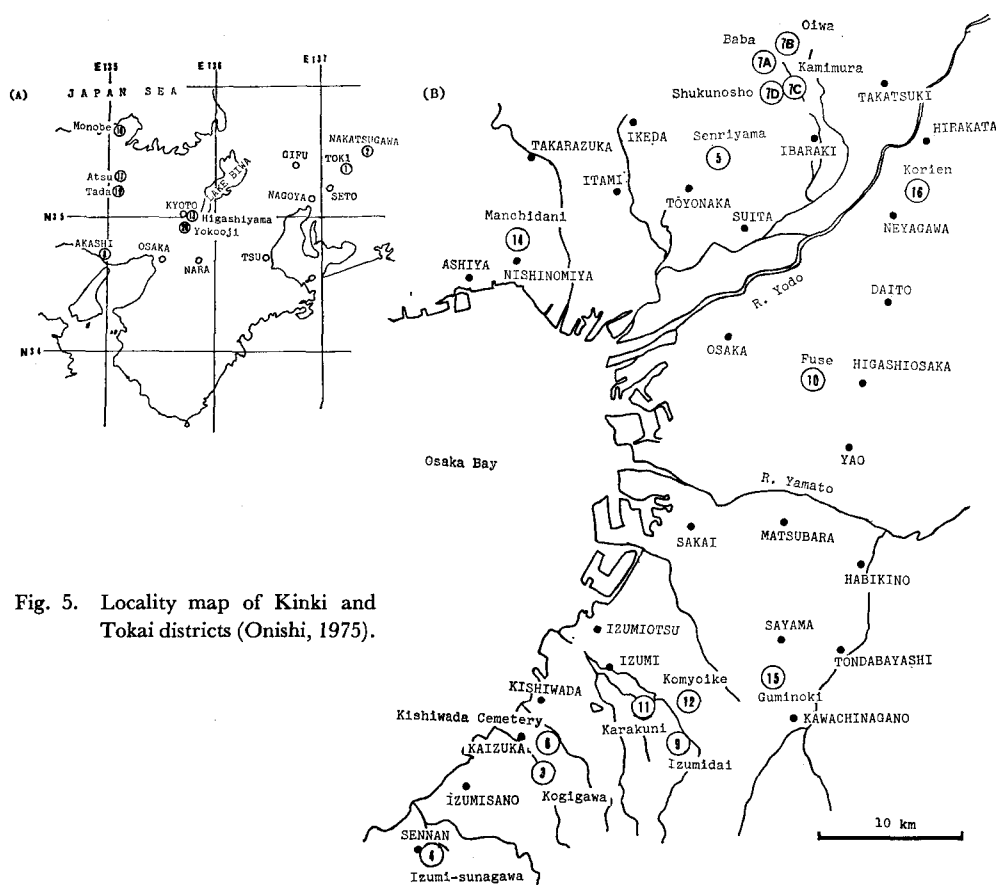 (A)
E135
E136
E137
JAPAN SEA
Monobe
Atsu
Tada
KYOTO
Higashiyama
Yokooji
LAKE BIWA
GIFU
TOKI
1
NAKATSUGAWA
2
SETO
NAGOYA
N35
AKASHI
OSAKA
NARA
TSU
N34
(B)
Oiwa
7B
Baba
7A
Kamimura
7C
Shukunosho
7D
TAKATSUKI
IKEDA
Senriyama
5
HIRAKATA
TAKARAZUKA
IBARAKI
Korien
16
ITAMI
TŌYONAKA
SUITA
NEYAGAWA
Manchidani
14
ASHIYA
NISHINOMIYA
R. Yodo
DAITO
OSAKA
Fuse
10
HIGASHIOSAKA
YAO
Osaka Bay
R. Yamato
SAKAI
MATSUBARA
HABIKINO
IZUMIOTSU
SAYAMA
TONDABAYASHI
IZUMI
15
Guminoki
KISHIWADA
Komyoike
12
KAWACHINAGANO
Kishiwada Cemetery
11
Karakuni
KAIZUKA
9
Izumidai
3
Kogigawa
IZUMISANO
SENNAN
4
Izumi-sunagawa
10 km
Fig. 5. Locality map of Kinki and
Tokai districts (Onishi, 1975).